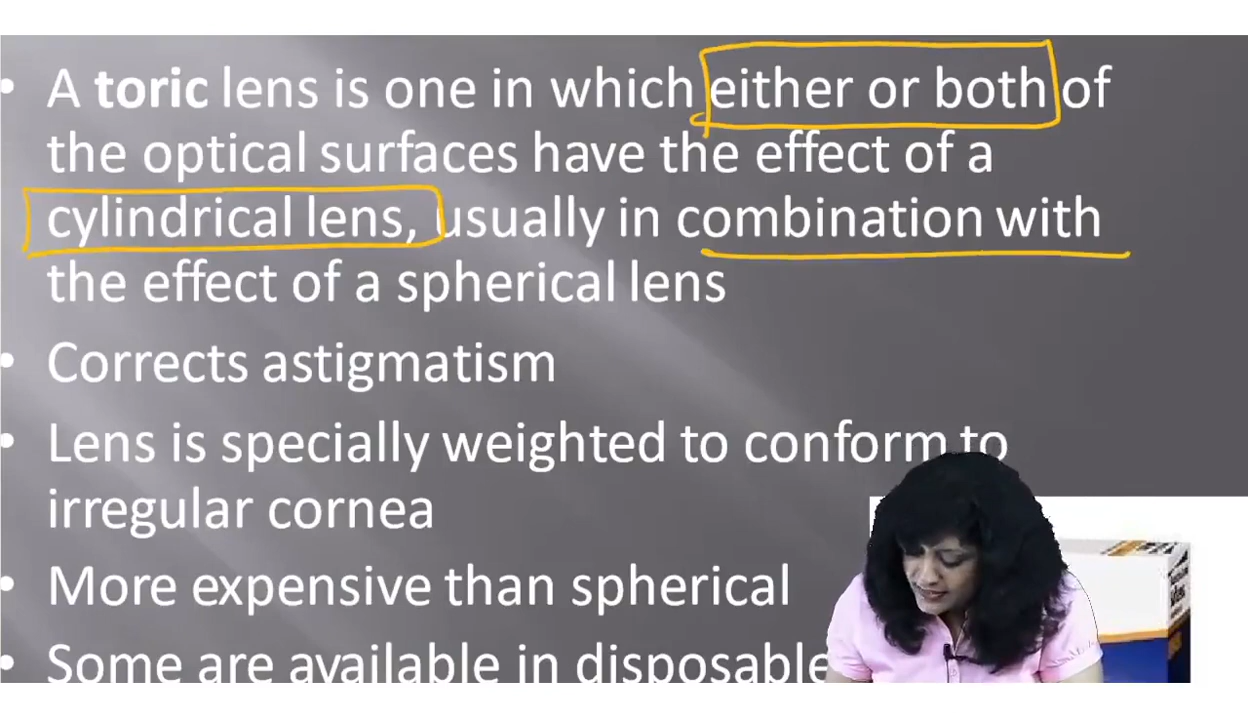 • A toric lens is one in which either or both of
the optical surfaces have the effect of a
cylindrical lens, usually in combination with
the effect of a spherical lens
• Corrects astigmatism
• Lens is specially weighted to conform to
irregular cornea
• More expensive than spherical
• Some are available in disposable